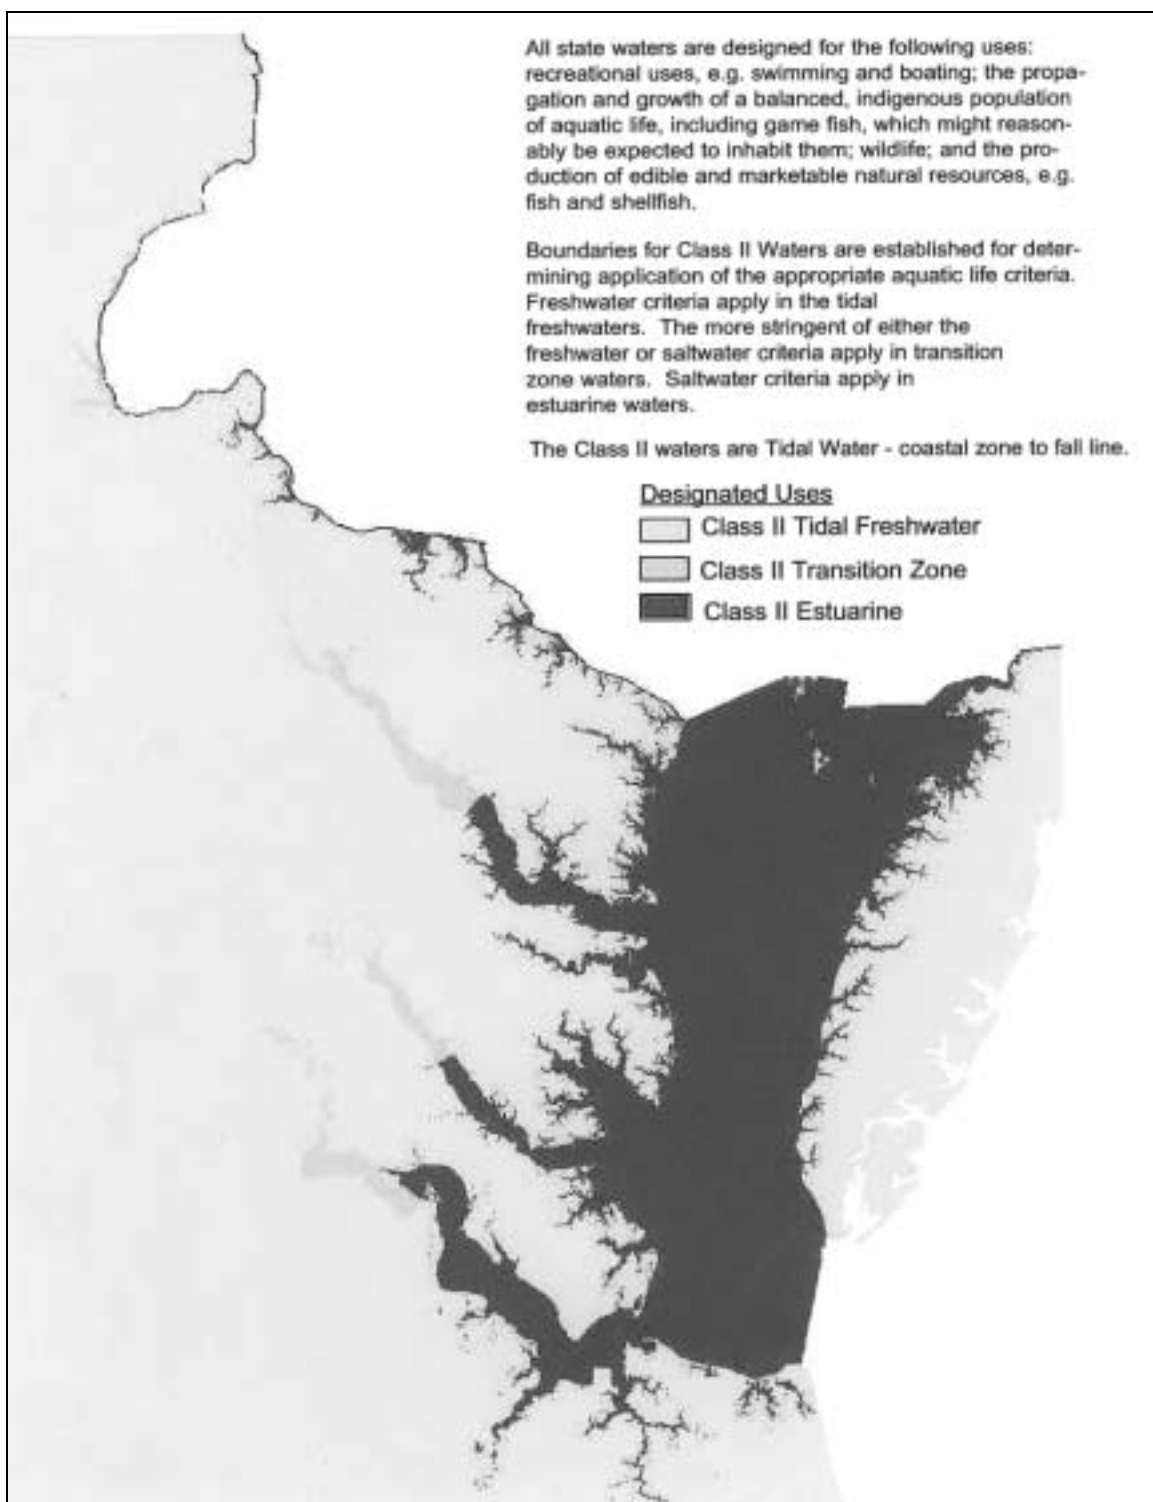 All state waters are designed for the following uses:
recreational uses, e.g. swimming and boating; the propa-
gation and growth of a balanced, indigenous population
of aquatic life, including game fish, which might reason-
ably be expected to inhabit them; wildlife; and the pro-
duction of edible and marketable natural resources, e.g.
fish and shellfish.
Boundaries for Class II Waters are established for deter-
mining application of the appropriate aquatic life criteria.
Freshwater criteria apply in the tidal
freshwaters. The more stringent of either the
freshwater or saltwater criteria apply in transition
zone waters. Saltwater criteria apply in
estuarine waters.
The Class II waters are Tidal Water - coastal zone to fall line.
Designated Uses
Class II Tidal Freshwater
Class II Transition Zone
Class II Estuarine